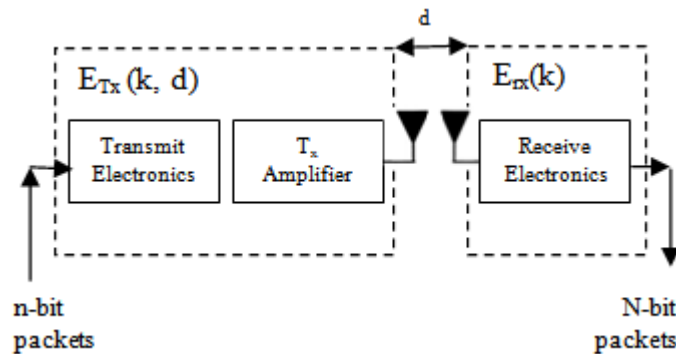 d
E_Tx (k, d)
E_rx(k)
Transmit
Electronics
T_x
Amplifier
Receive
Electronics
n-bit
packets
N-bit
packets